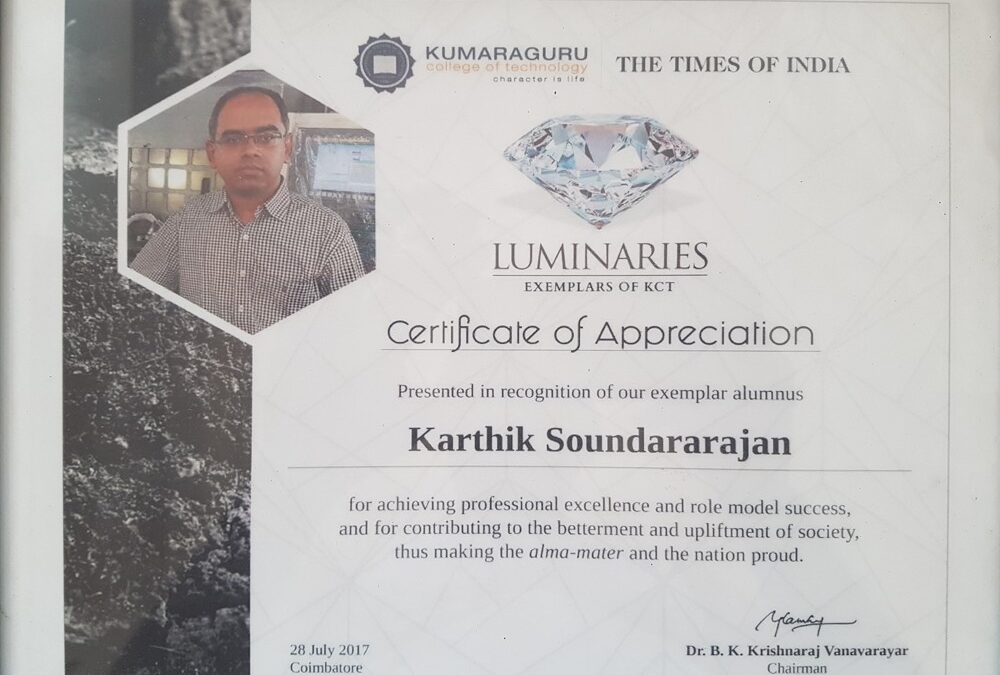 KUMARAGURU
college of technology
character is life
THE TIMES OF INDIA
LUMINARIES
EXEMPLARS OF KCT
Certificate of Appreciation
Presented in recognition of our exemplar alumnus
Karthik Soundararajan
for achieving professional excellence and role model success,
and for contributing to the betterment and upliftment of society,
thus making the alma-mater and the nation proud.
28 July 2017
Coimbatore
Dr. B. K. Krishnaraj Vanavarayar
Chairman